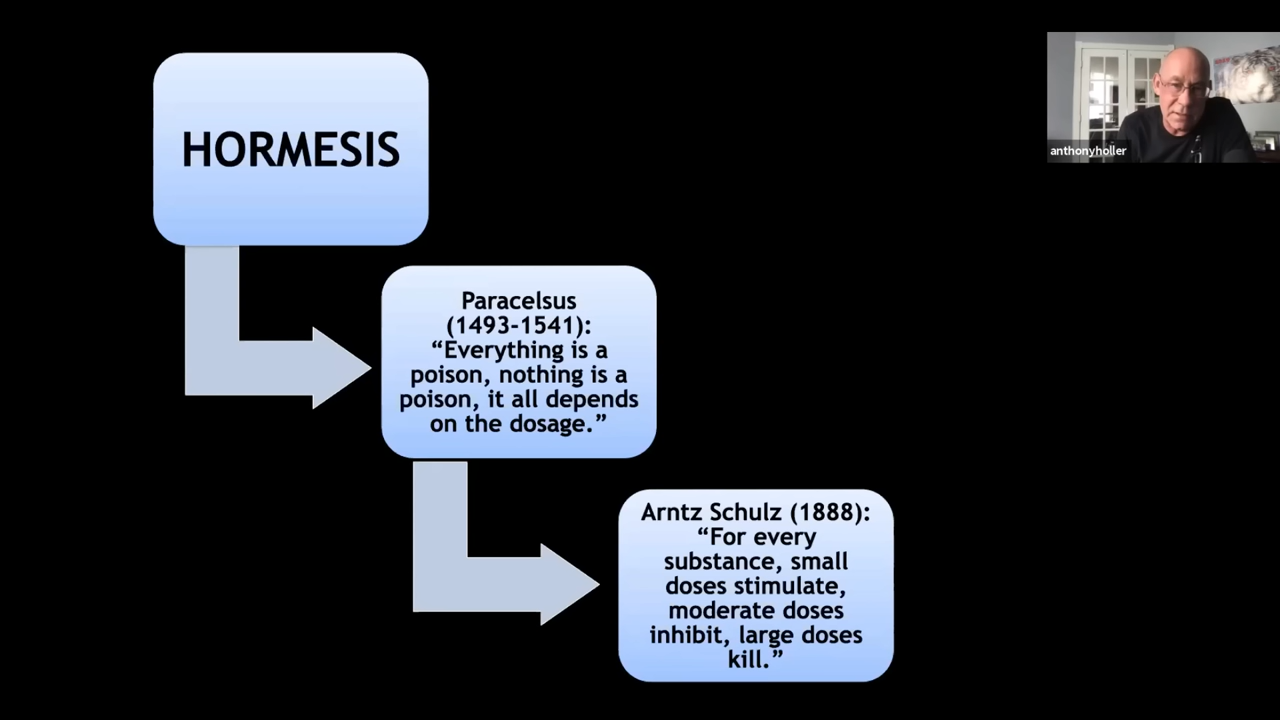 HORMESIS
Paracelsus
(1493-1541):
“Everything is a
poison, nothing is a
poison, it all depends
on the dosage.”
Arntz Schulz (1888):
“For every
substance, small
doses stimulate,
moderate doses
inhibit, large doses
kill.”
anthonyholler